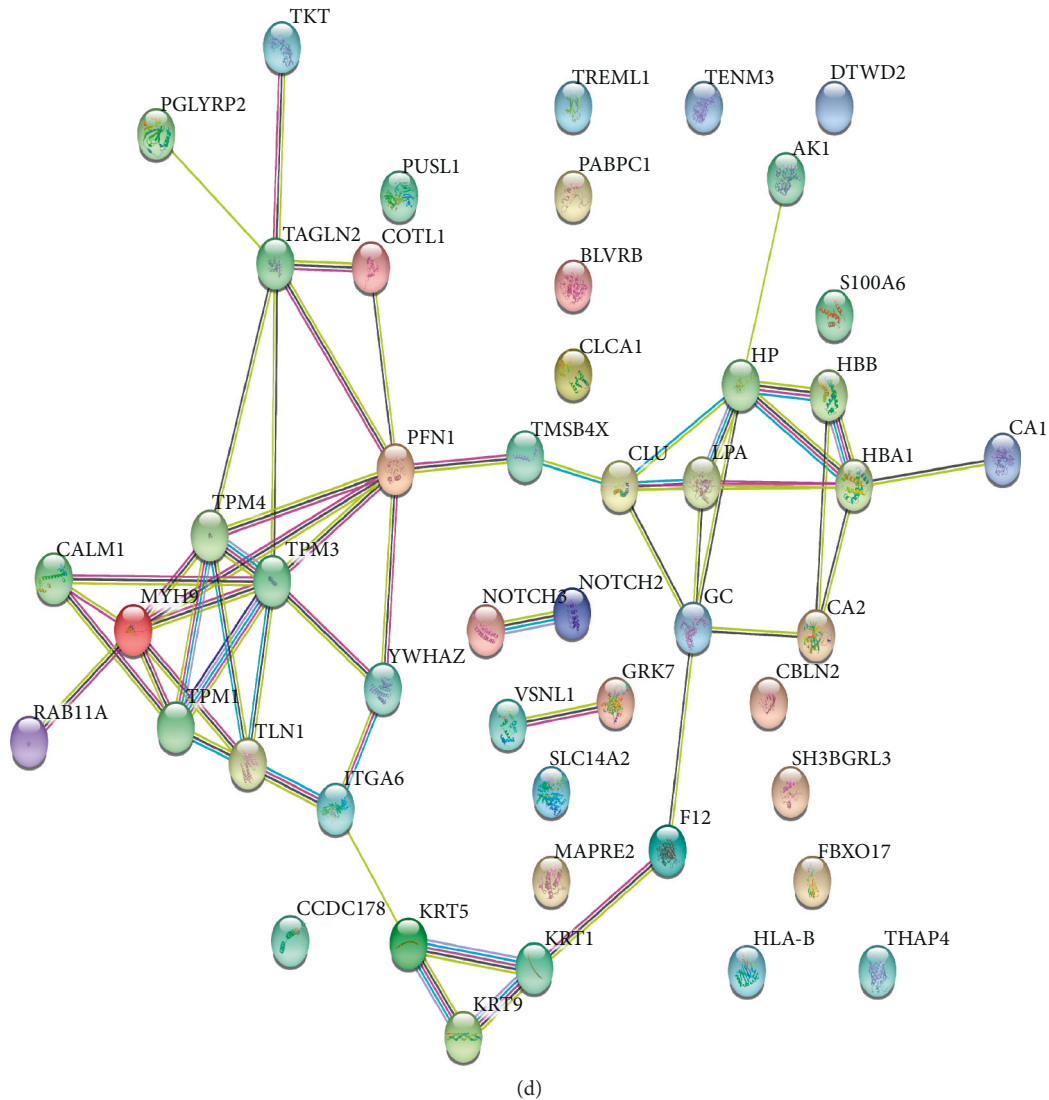 TKT
TREML1
TENM3
DTWD2
PGLYRP2
AK1
PUSL1
PABPC1
TAGLN2
COTL1
BLVRB
S100A6
CLCA1
HP
HBB
PFN1
TMSB4X
CLU
LPA
HBA1
CA1
TPM4
CALM1
TPM3
MYH9
NOTCH3
NOTCH2
GC
CA2
YWHAZ
RAB11A
TPM1
TLN1
VSNL1
GRK7
CBLN2
ITGA6
SLC14A2
SH3BGRL3
F12
MAPRE2
FBXO17
CCDC178
KRT5
KRT1
HLA-B
THAP4
KRT9
(d)